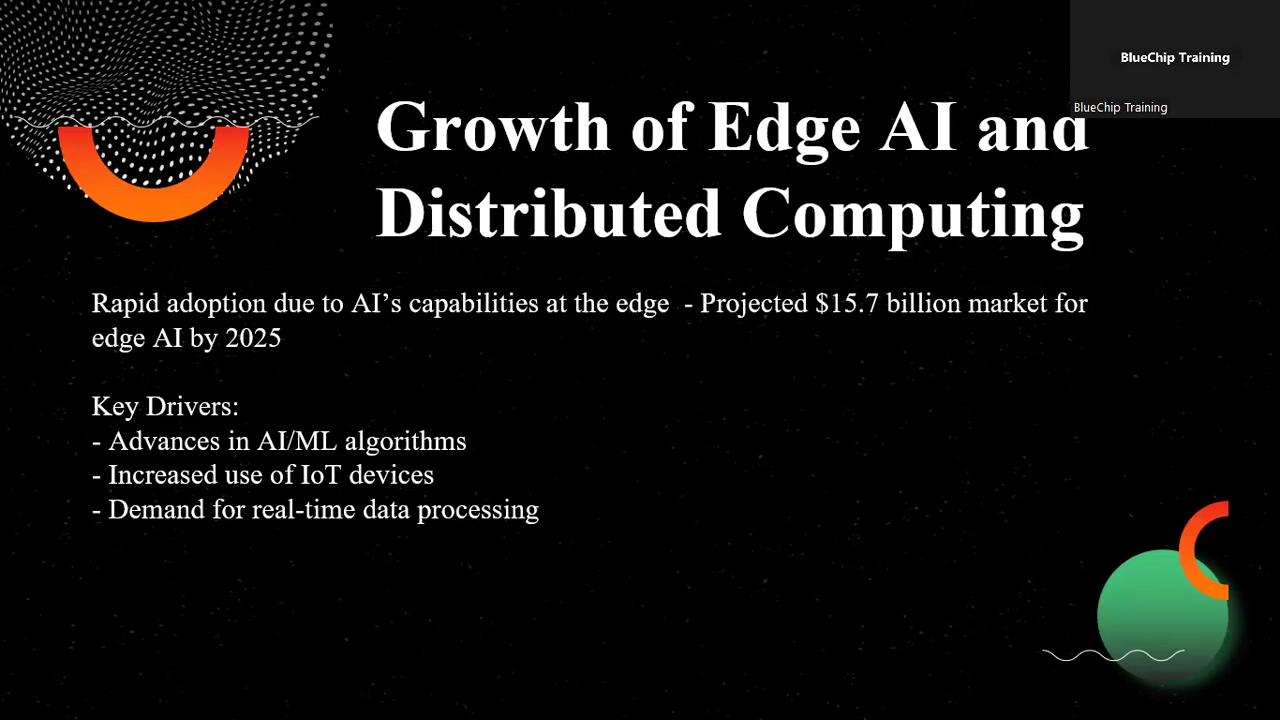 BlueChip Training
BlueChip Training
Growth of Edge AI and
Distributed Computing
Rapid adoption due to AI’s capabilities at the edge  - Projected $15.7 billion market for
edge AI by 2025
Key Drivers:
- Advances in AI/ML algorithms
- Increased use of IoT devices
- Demand for real-time data processing